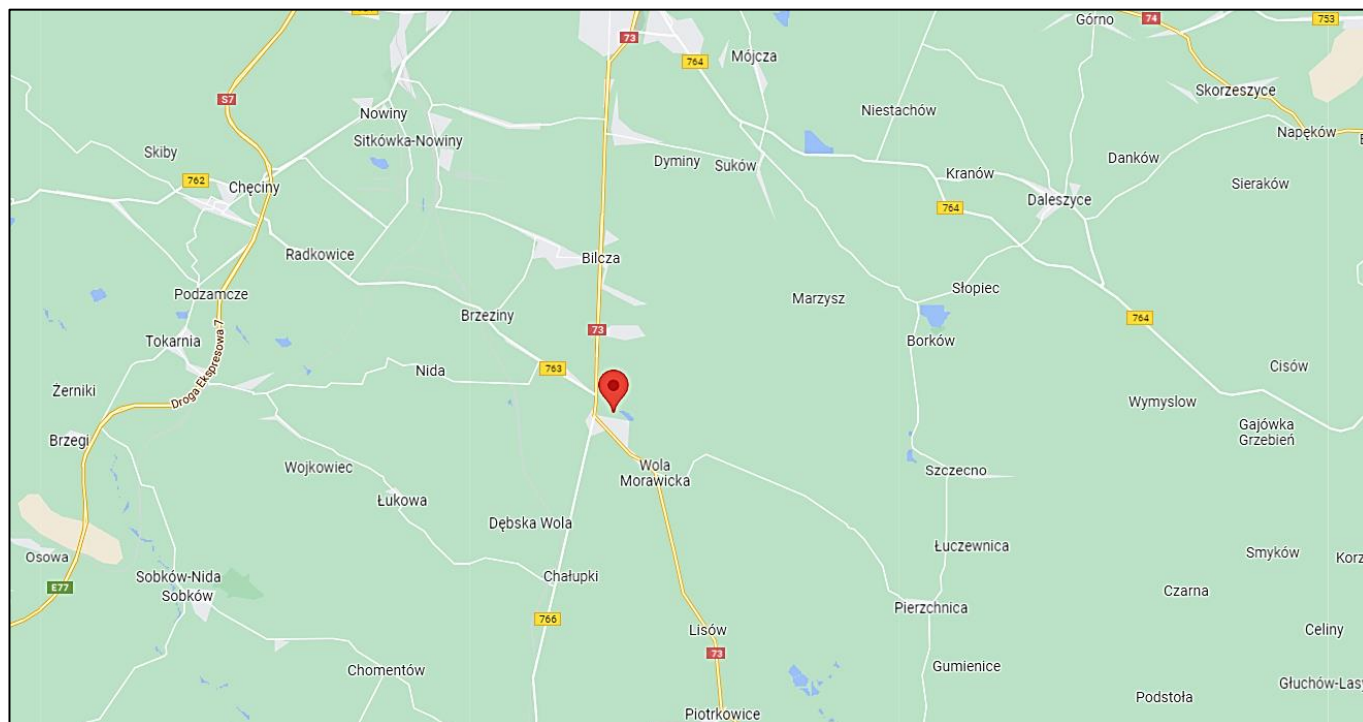 73
Górno
74
753
Mójcza
764
S7
Skorzeszyce
Nowiny
Niestachów
Napęków
Sitkówka-Nowiny
Skiby
Dyminy
Suków
Danków
762
Chęciny
Kranów
Sieraków
Daleszyce
764
Radkowice
Bilcza
Podzamcze
Marzysz
Słopiec
Brzeziny
764
73
Tokarnia
Borków
Droga Ekspresowa 7
Nida
763
Cisów
Żerniki
Wymyslow
Gajówka
Grzebień
Brzegi
Wojkowiec
Wola
Morawicka
Szczecno
Łukowa
Dębska Wola
Łuczewnica
Osowa
Smyków
Korz
Sobków-Nida
Chałupki
E77
Sobków
Czarna
Pierzchnica
766
Lisów
Celiny
73
Chomentów
Gumienice
Głuchów-Lasy
Podstoła
Piotrkowice